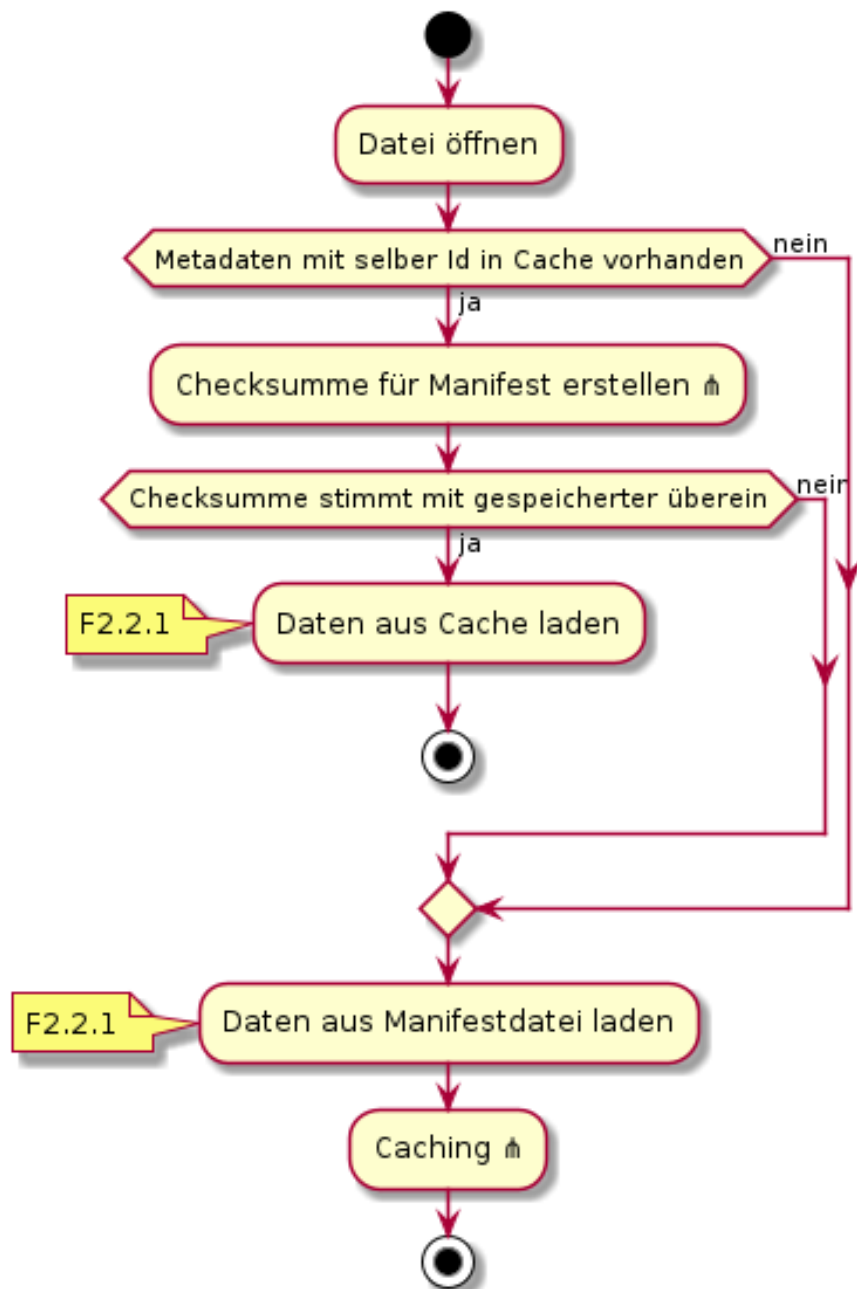 Datei öffnen
Metadaten mit selber Id in Cache vorhanden
nein
ja
Checksumme für Manifest erstellen ⋔
Checksumme stimmt mit gespeicherter überein
nein
ja
F2.2.1
Daten aus Cache laden
F2.2.1
Daten aus Manifestdatei laden
Caching ⋔